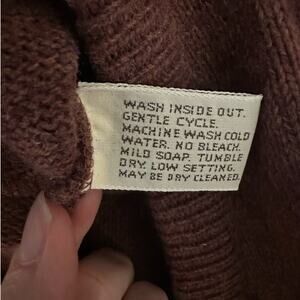 WASH INSIDE OUT.
GENTLE CYCLE.
MACHINE WASH COLD
WATER. NO BLEACH.
MILD SOAP. TUMBLE
DRY. LOW SETTING.
MAY BE DRY CLEANED.